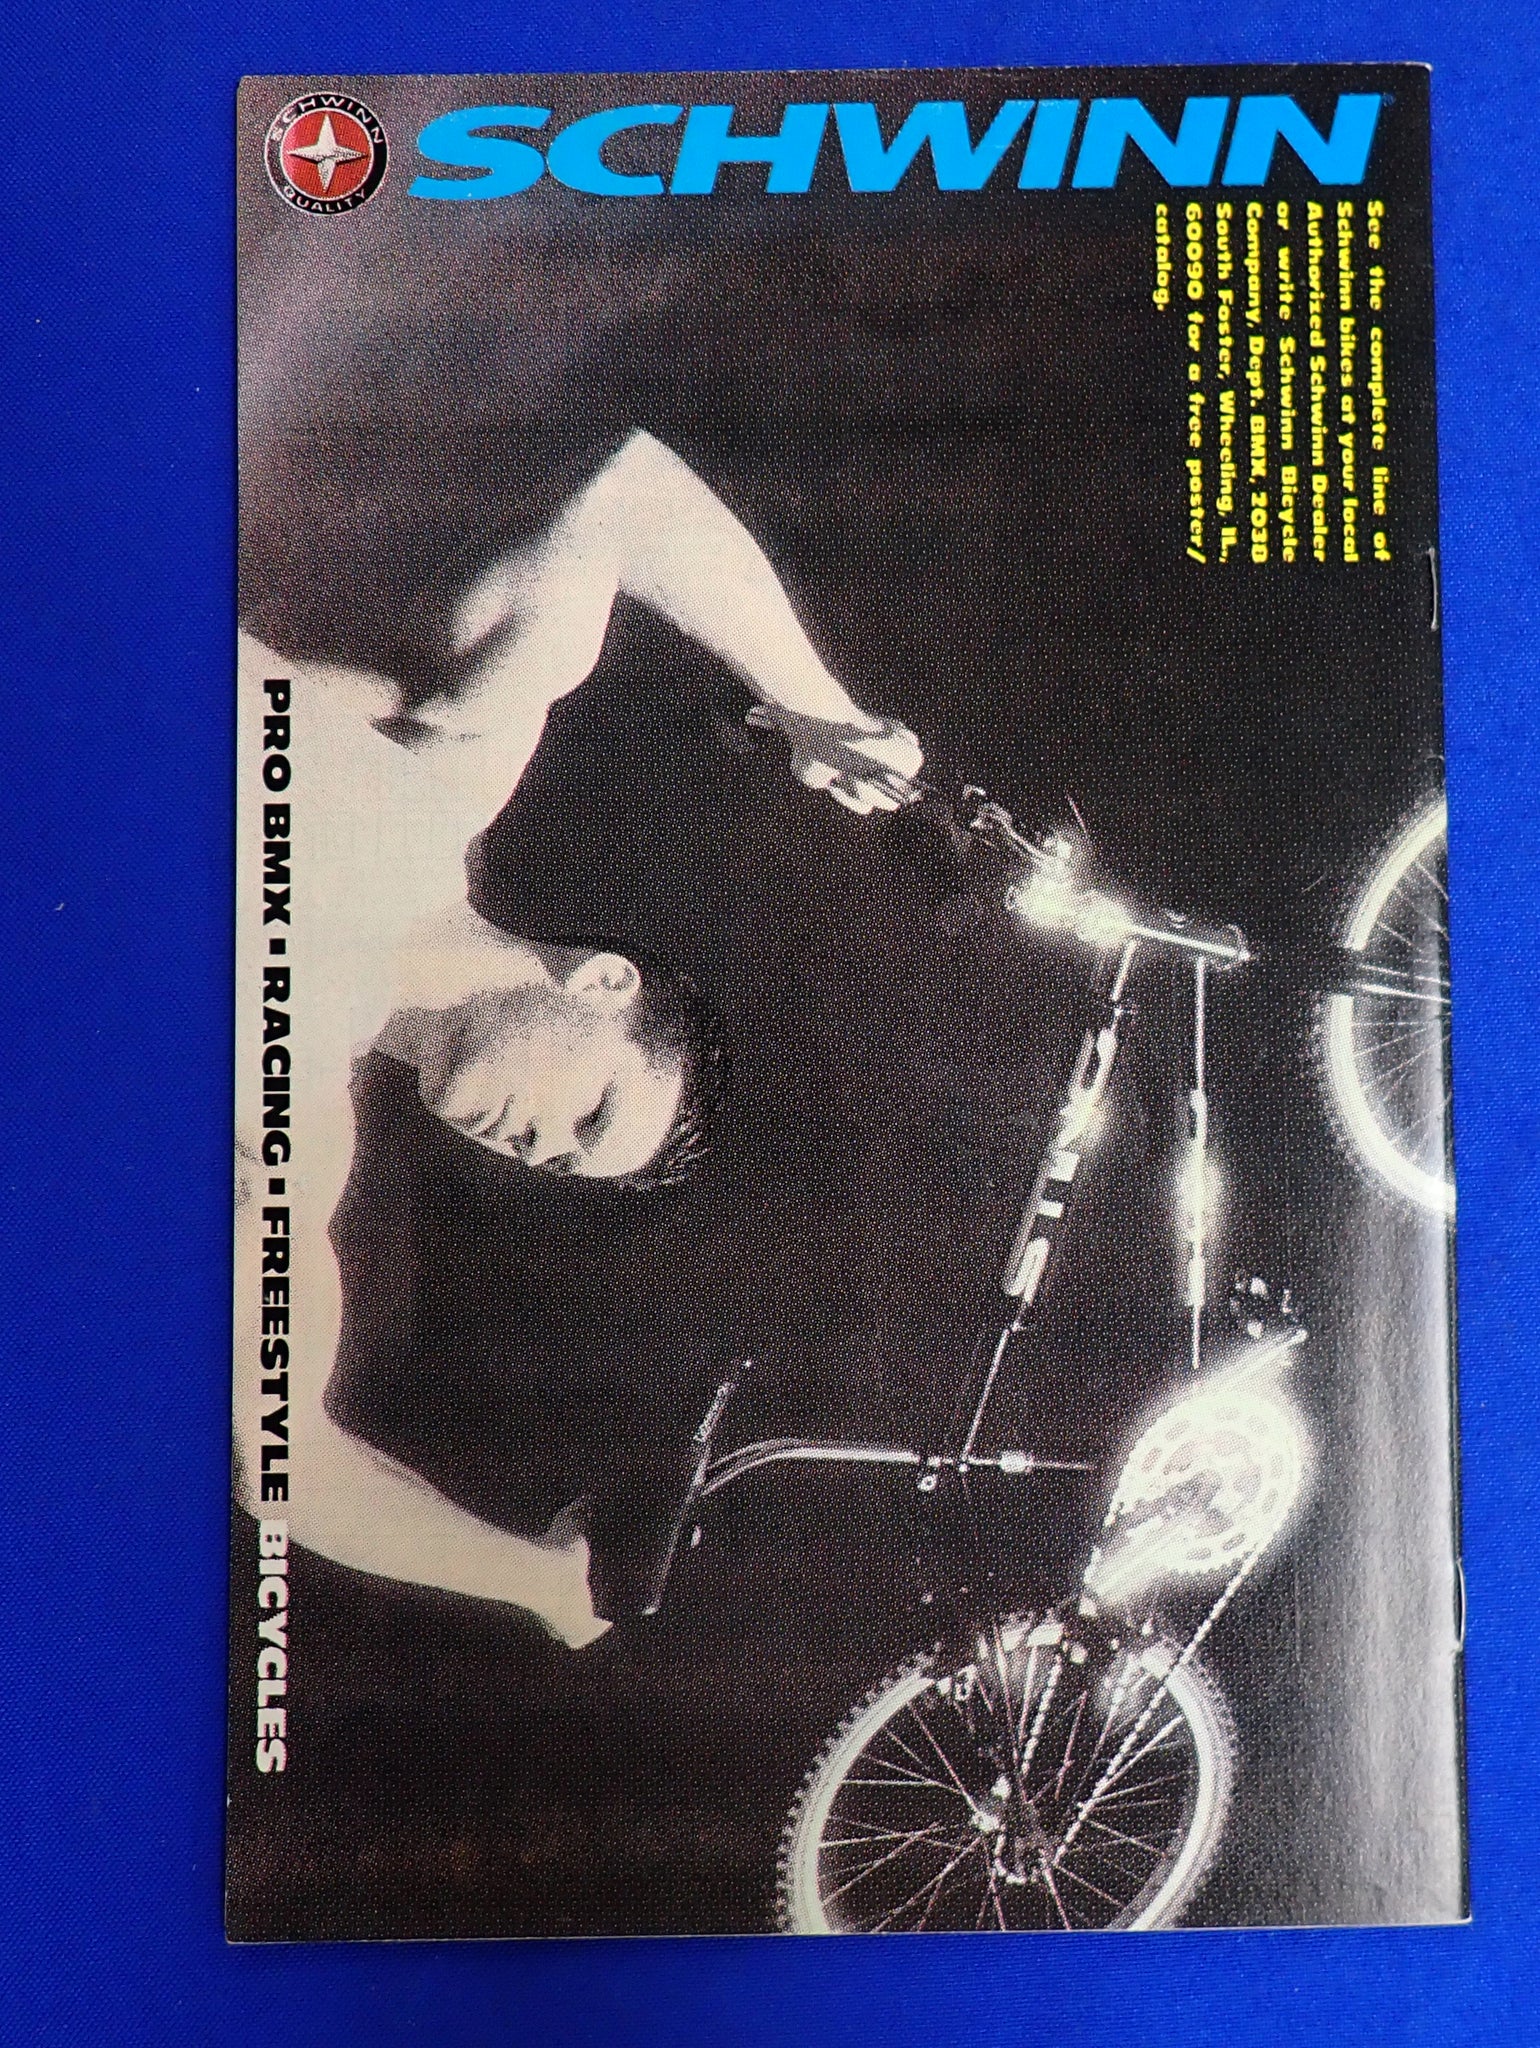 SCHWINN
QUALITY
SCHWINN
See the complete line of
Schwinn bikes at your local
Authorized Schwinn Dealer
or write Schwinn Bicycle
Company, Dept. BMX, 2038
South Foster, Wheeling, IL,
60090 for a free poster/
catalog.
PRO BMX ▪ RACING ▪ FREESTYLE BICYCLES